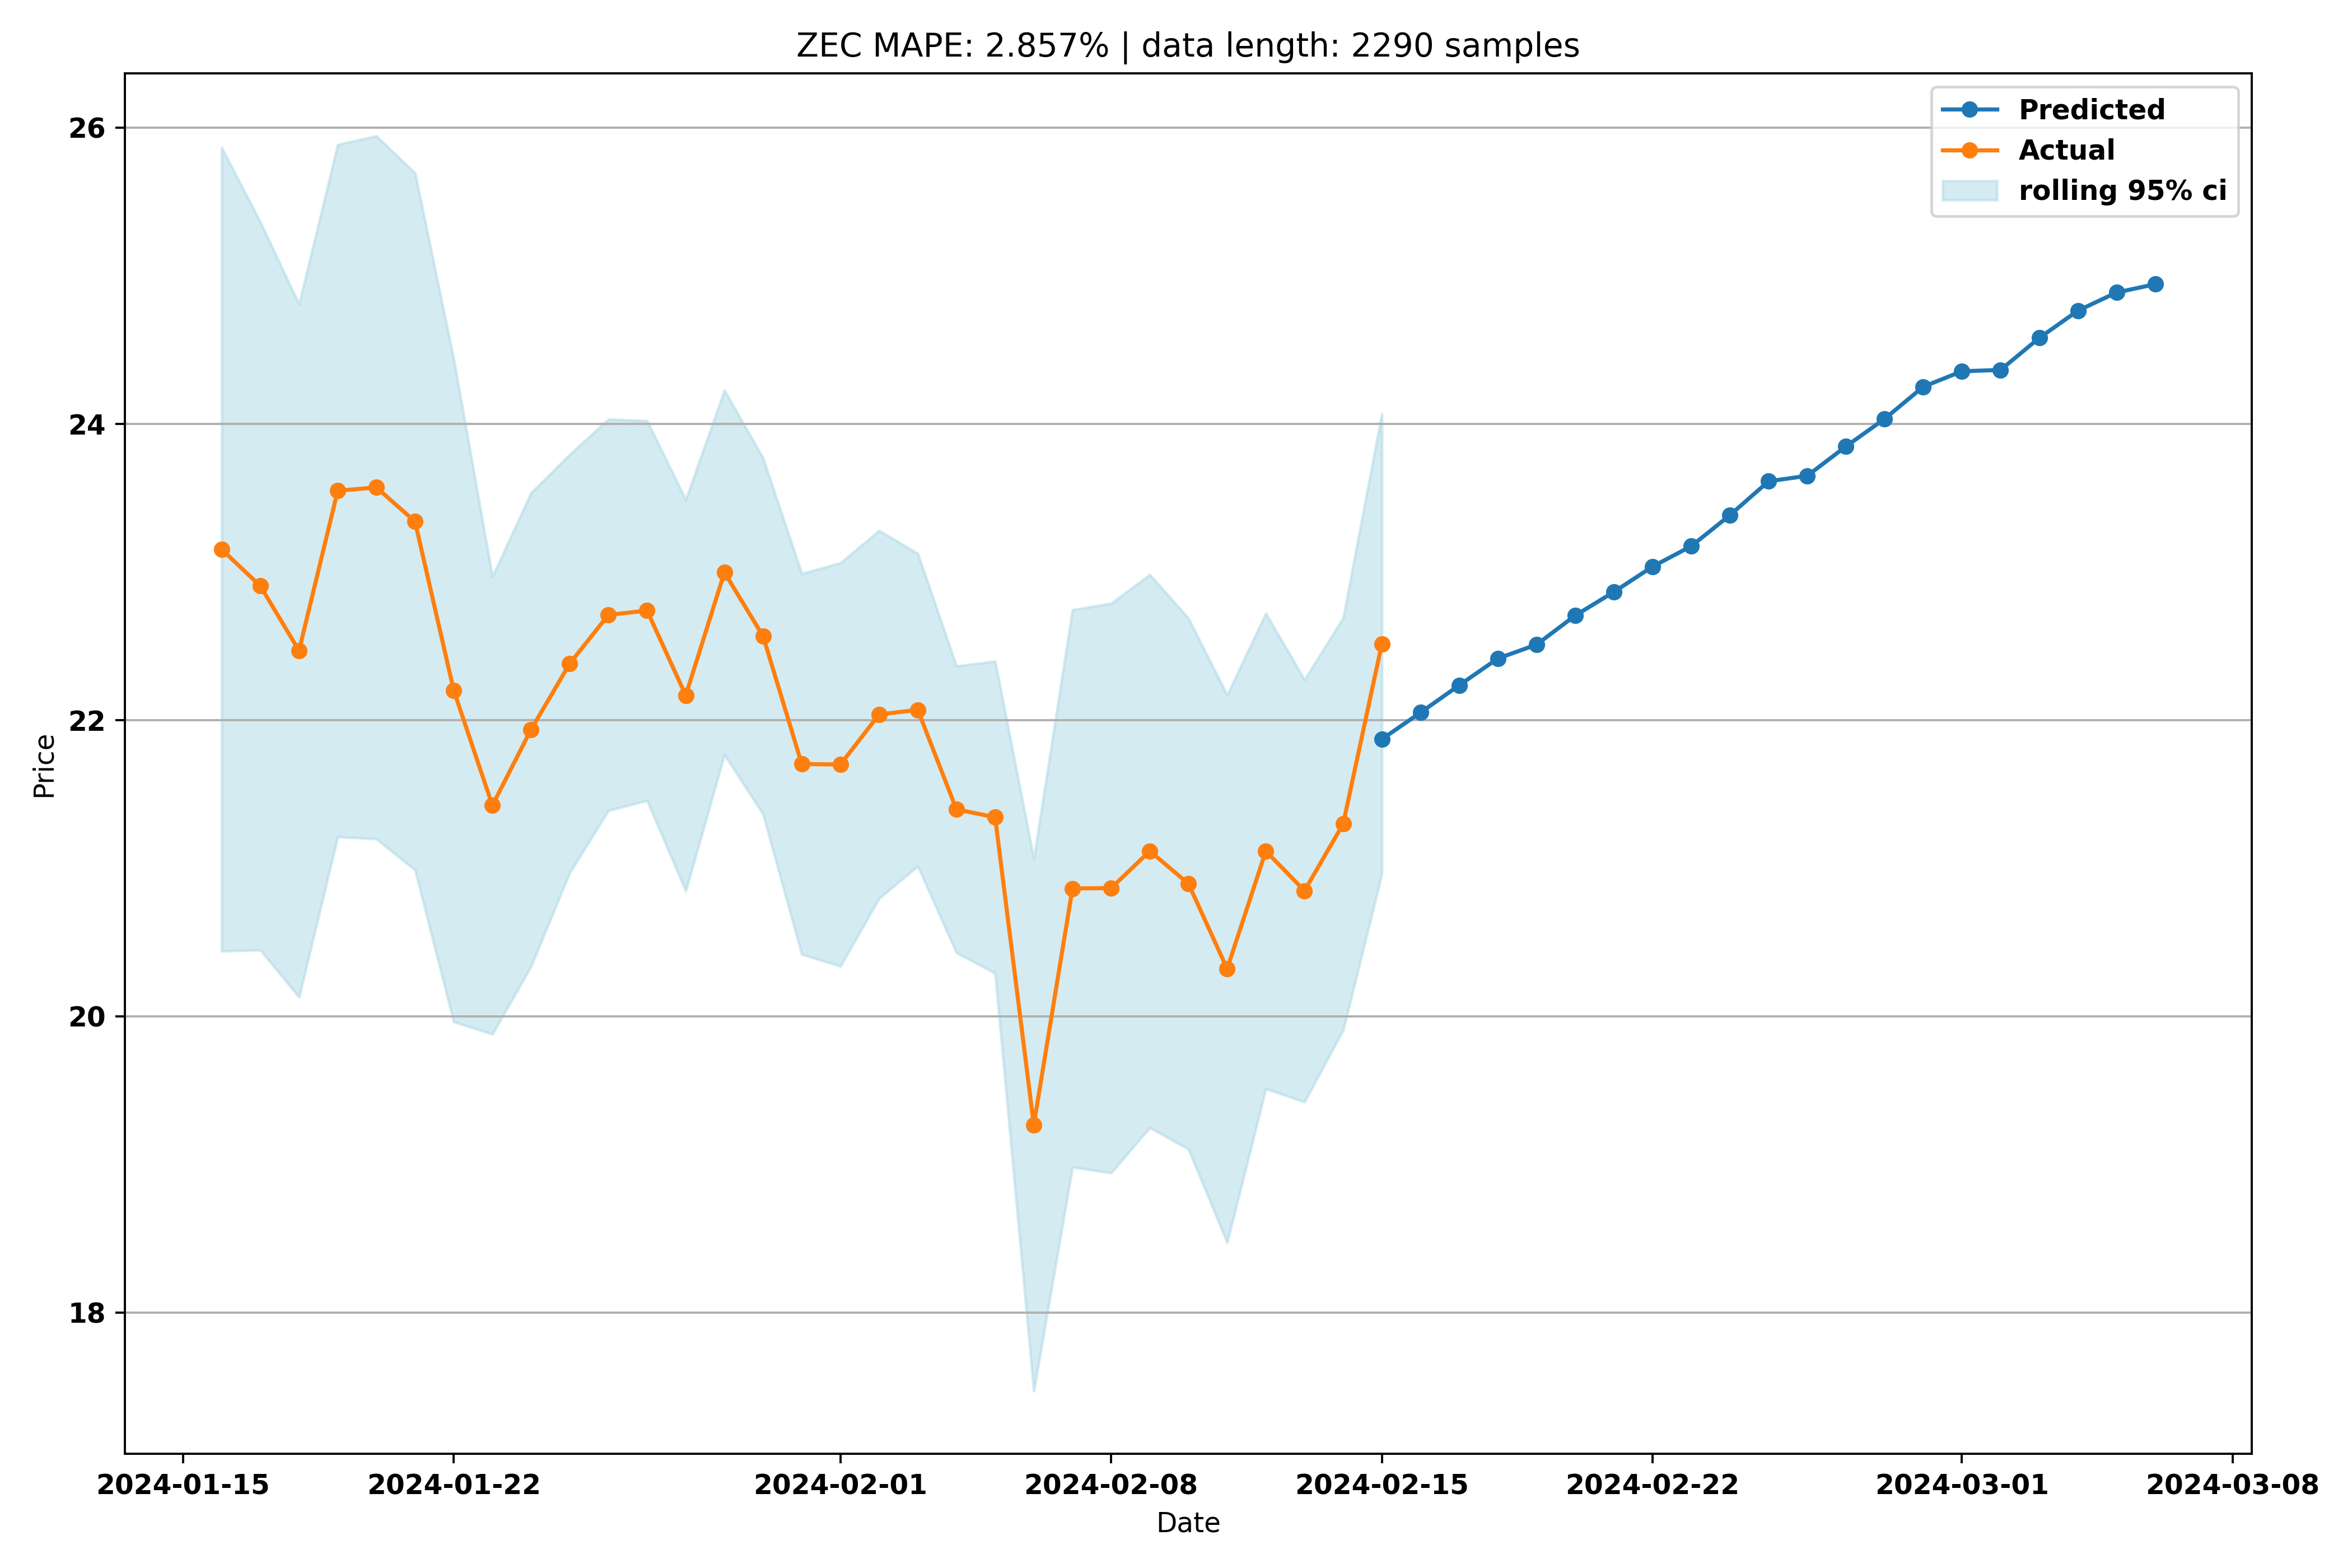 ZEC MAPE: 2.857% | data length: 2290 samples
Predicted
Actual
rolling 95% ci
26
24
22
20
18
Price
2024-01-15 2024-01-22 2024-02-01 2024-02-08 2024-02-15 2024-02-22 2024-03-01 2024-03-08
Date